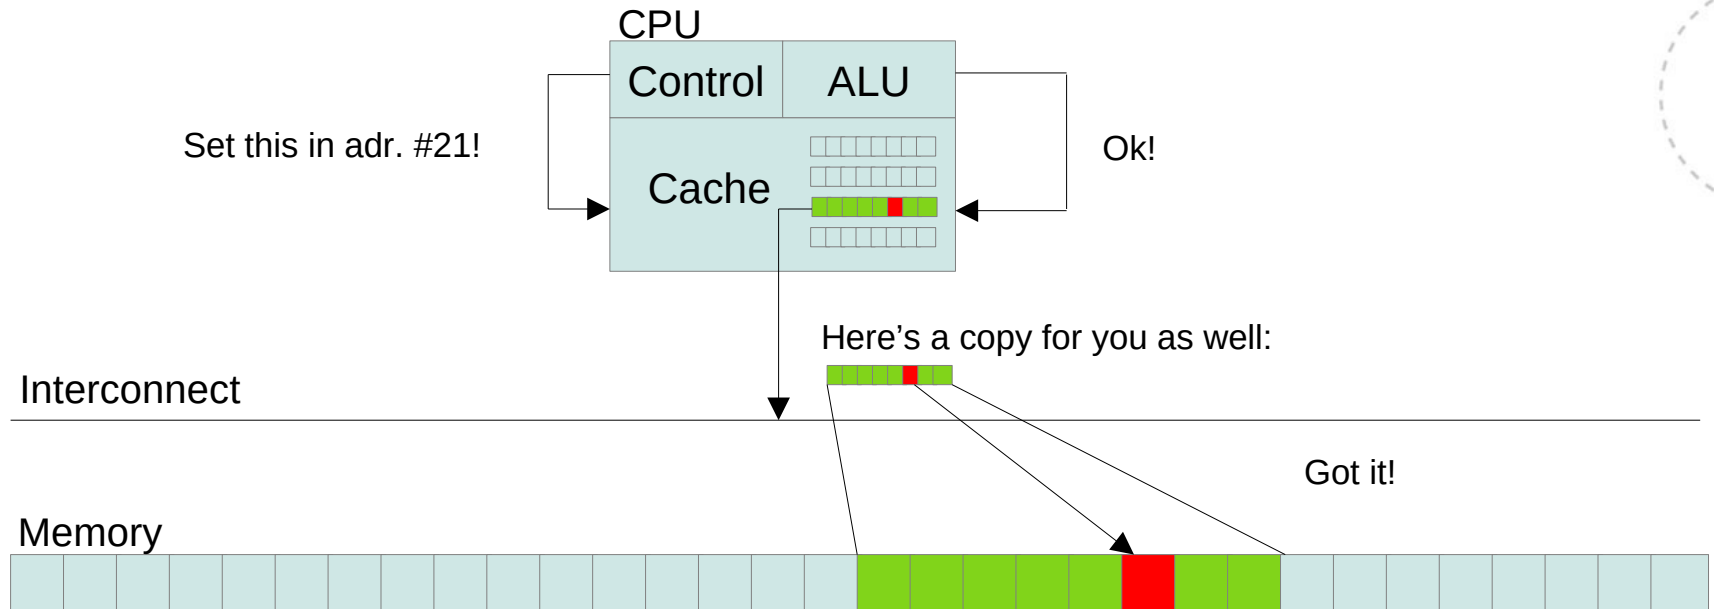 CPU
Control
ALU
Set this in adr. #21!
Ok!
Cache
Here’s a copy for you as well:
Interconnect
Got it!
Memory